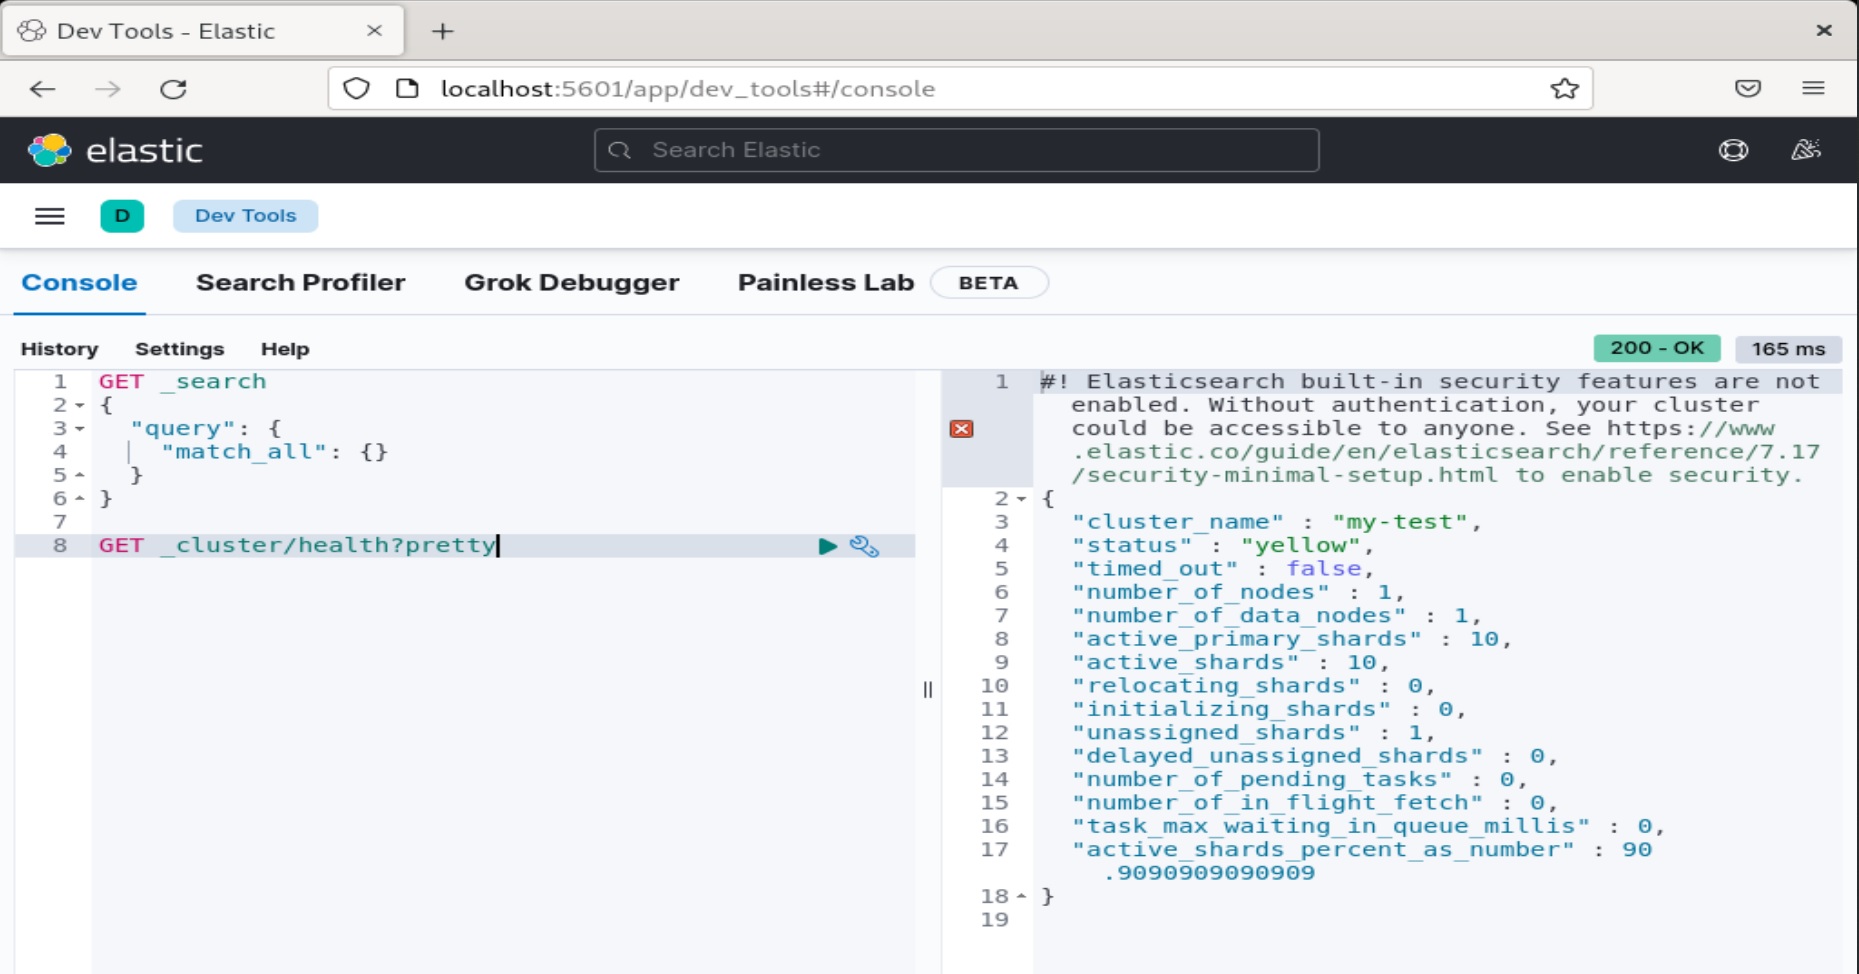 Dev Tools - Elastic
localhost:5601/app/dev_tools#/console
elastic
Search Elastic
D
Dev Tools
Console
Search Profiler
Grok Debugger
Painless Lab
BETA
History
Settings
Help
200 - OK
165 ms
1 GET _search
2 {
3 "query": {
4 "match_all": {}
5 }
6 }
7
8 GET _cluster/health?pretty
1 #! Elasticsearch built-in security features are not
enabled. Without authentication, your cluster
could be accessible to anyone. See https://www
.elastic.co/guide/en/elasticsearch/reference/7.17
/security-minimal-setup.html to enable security.
2 {
3 "cluster_name" : "my-test",
4 "status" : "yellow",
5 "timed_out" : false,
6 "number_of_nodes" : 1,
7 "number_of_data_nodes" : 1,
8 "active_primary_shards" : 10,
9 "active_shards" : 10,
10 "relocating_shards" : 0,
11 "initializing_shards" : 0,
12 "unassigned_shards" : 1,
13 "delayed_unassigned_shards" : 0,
14 "number_of_pending_tasks" : 0,
15 "number_of_in_flight_fetch" : 0,
16 "task_max_waiting_in_queue_millis" : 0,
17 "active_shards_percent_as_number" : 90
.9090909090909
18 }
19